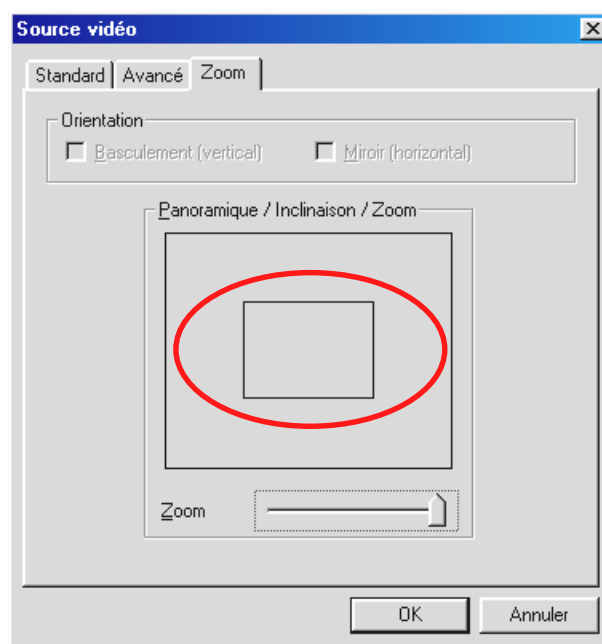 Source vidéo
Standard Avancé Zoom
Orientation
Basculement (vertical) Miroir (horizontal)
Panoramique / Inclinaison / Zoom
Zoom
OK Annuler